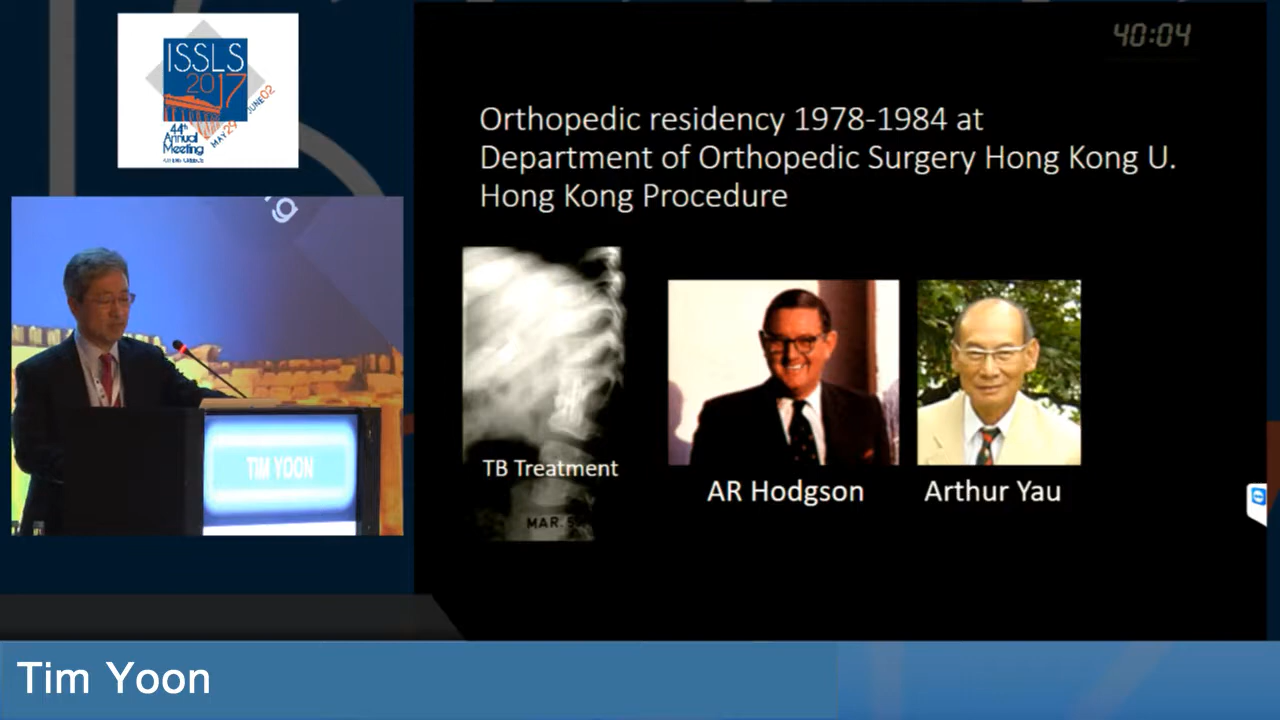 ISSLS
2017
44th
Annual
Meeting
MAY 29
JUNE 02
TIM YOON
40:04
Orthopedic residency 1978-1984 at
Department of Orthopedic Surgery Hong Kong U.
Hong Kong Procedure
TB Treatment
MAR.
AR Hodgson
Arthur Yau
Tim Yoon